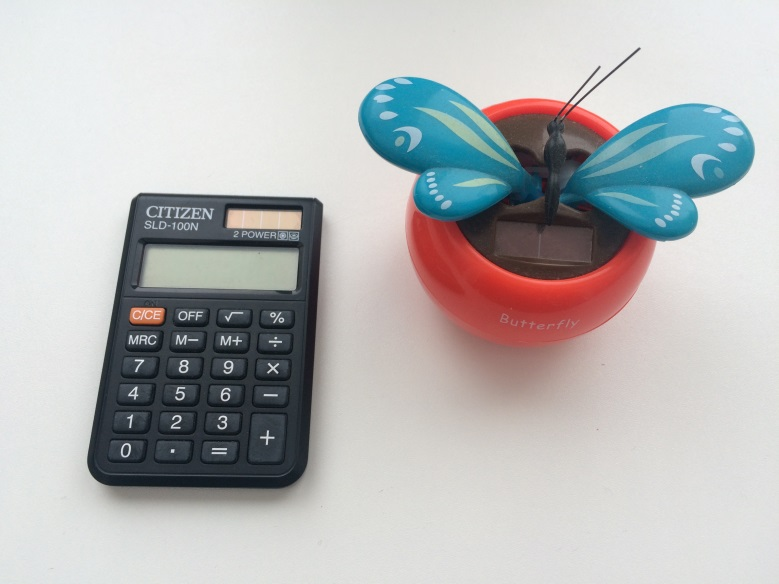 CITIZEN
SLD-100N
2 POWER
C/CE OFF √ %
MRC M− M+ ÷
7 8 9 ×
4 5 6 −
1 2 3 +
0 . =
Butterfly